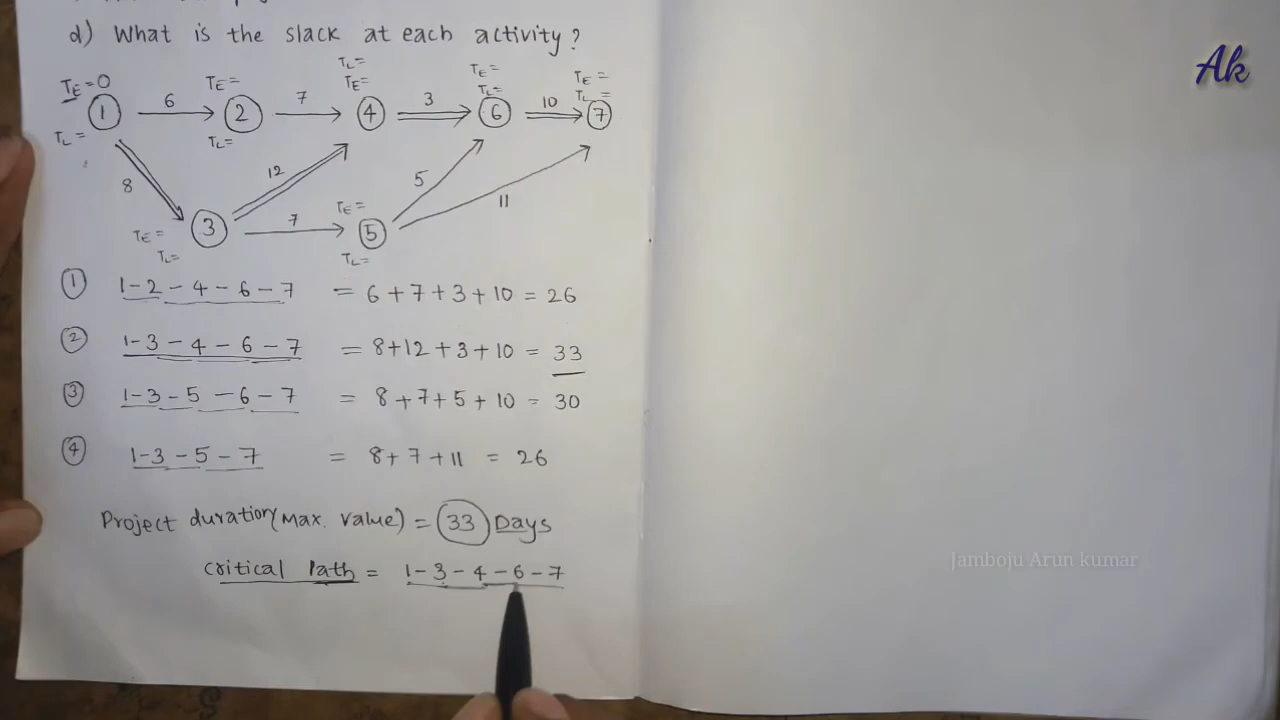 d) What is the slack at each activity?
Ak
TL= TE= TE=
TE=0 TE= TE= TL= TL=
1 6 2 7 4 3 6 10 7
TL= TL=
8 12 5 11
3 7 TE= 5
TE=
TL= TL=
1 1-2-4-6-7 = 6+7+3+10 = 26
2 1-3-4-6-7 = 8+12+3+10 = 33
3 1-3-5-6-7 = 8+7+5+10 = 30
4 1-3-5-7 = 8+7+11 = 26
Project duration(Max. value) = 33 Days
critical Path = 1-3-4-6-7
Jamboju Arun kumar